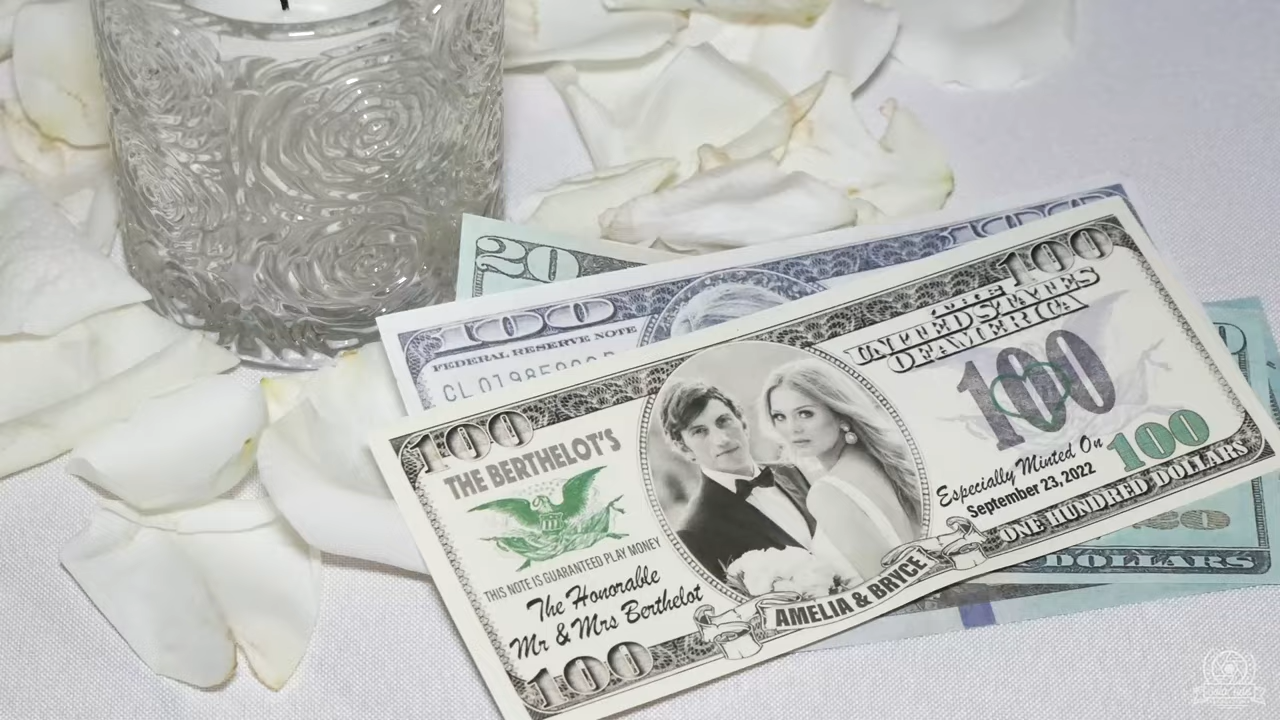 20
100
FEDERAL RESERVE NOTE
100
UNITED STATES
OF AMERICA
100
THE BERTHELOT'S
100
THIS NOTE IS GUARANTEED PLAY MONEY
The Honorable
Mr & Mrs Berthelot
100
AMELIA & BRYCE
Especially Minted On
September 23, 2022
100
ONE HUNDRED DOLLARS
20
DOLLARS